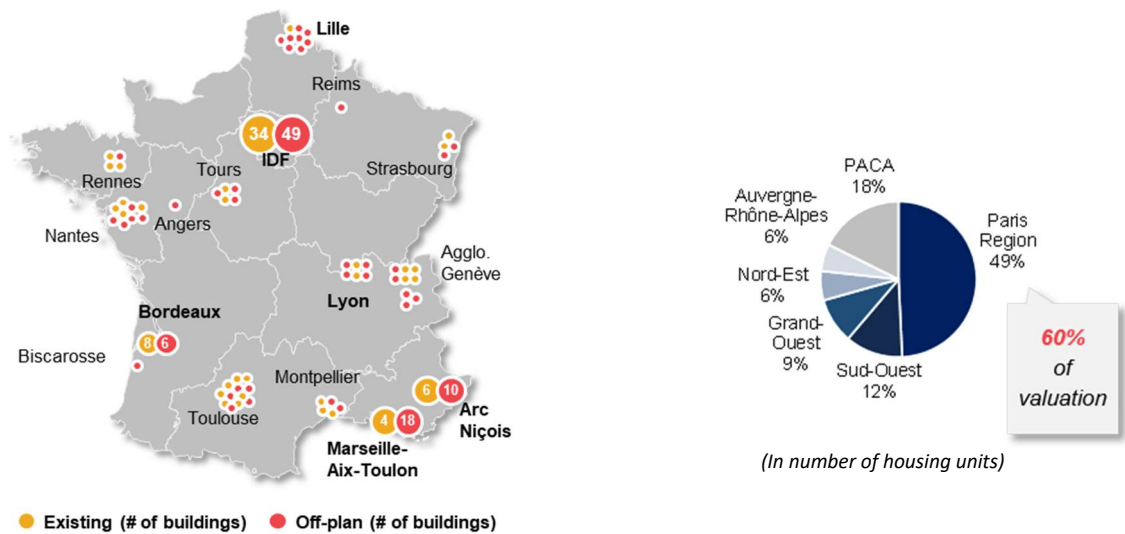 Lille
Reims
34
49
IDF
Strasbourg
Rennes
Tours
Nantes
Angers
Agglo.
Genève
Lyon
Bordeaux
8
6
Biscarosse
Montpellier
Toulouse
6
10
Arc
Niçois
4
18
Marseille-
Aix-Toulon
Existing (# of buildings)
Off-plan (# of buildings)
PACA
18%
Auvergne-
Rhône-Alpes
6%
Paris
Region
49%
Nord-Est
6%
Grand-
Ouest
9%
Sud-Ouest
12%
60%
of
valuation
(In number of housing units)